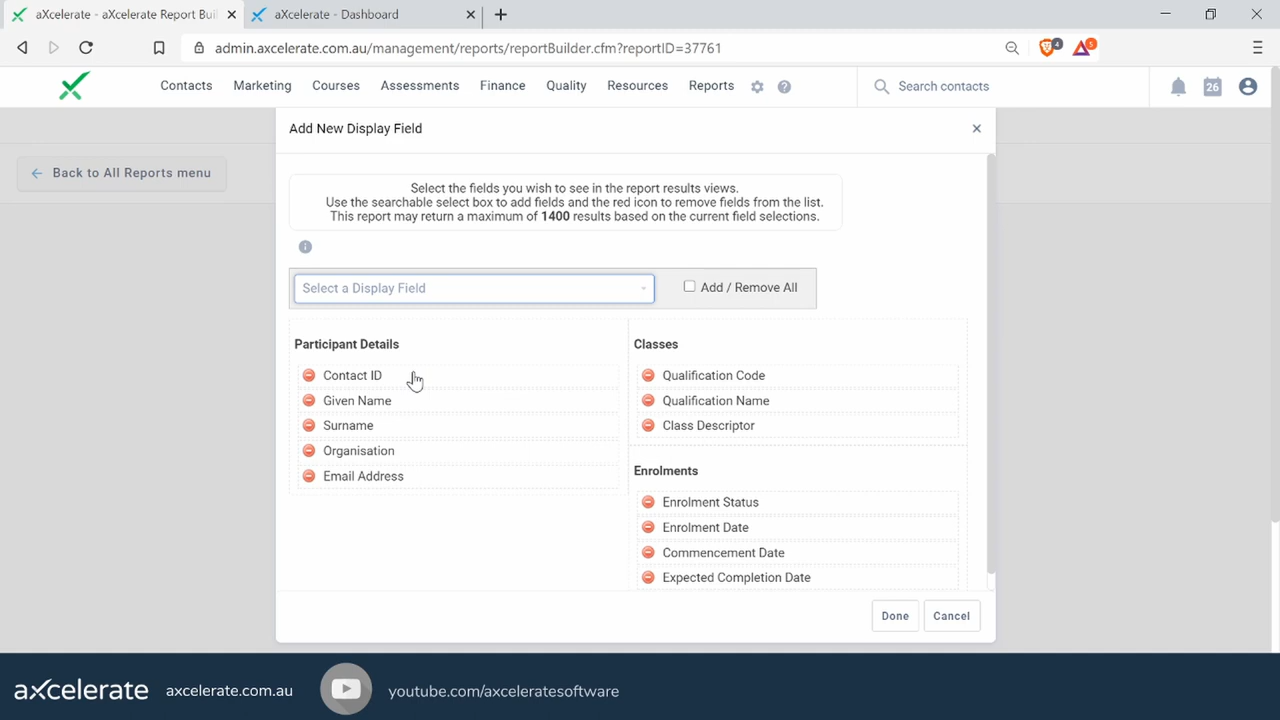 aXcelerate - aXcelerate Report Buil
aXcelerate - Dashboard
admin.axcelerate.com.au/management/reports/reportBuilder.cfm?reportID=37761
4
5
Contacts Marketing Courses Assessments Finance Quality Resources Reports
Search contacts
26
Add New Display Field
Back to All Reports menu
Select the fields you wish to see in the report results views.
Use the searchable select box to add fields and the red icon to remove fields from the list.
This report may return a maximum of 1400 results based on the current field selections.
Select a Display Field
Add / Remove All
Participant Details
Contact ID
Given Name
Surname
Organisation
Email Address
Classes
Qualification Code
Qualification Name
Class Descriptor
Enrolments
Enrolment Status
Enrolment Date
Commencement Date
Expected Completion Date
Done
Cancel
axcelerate
axcelerate.com.au
youtube.com/axceleratesoftware